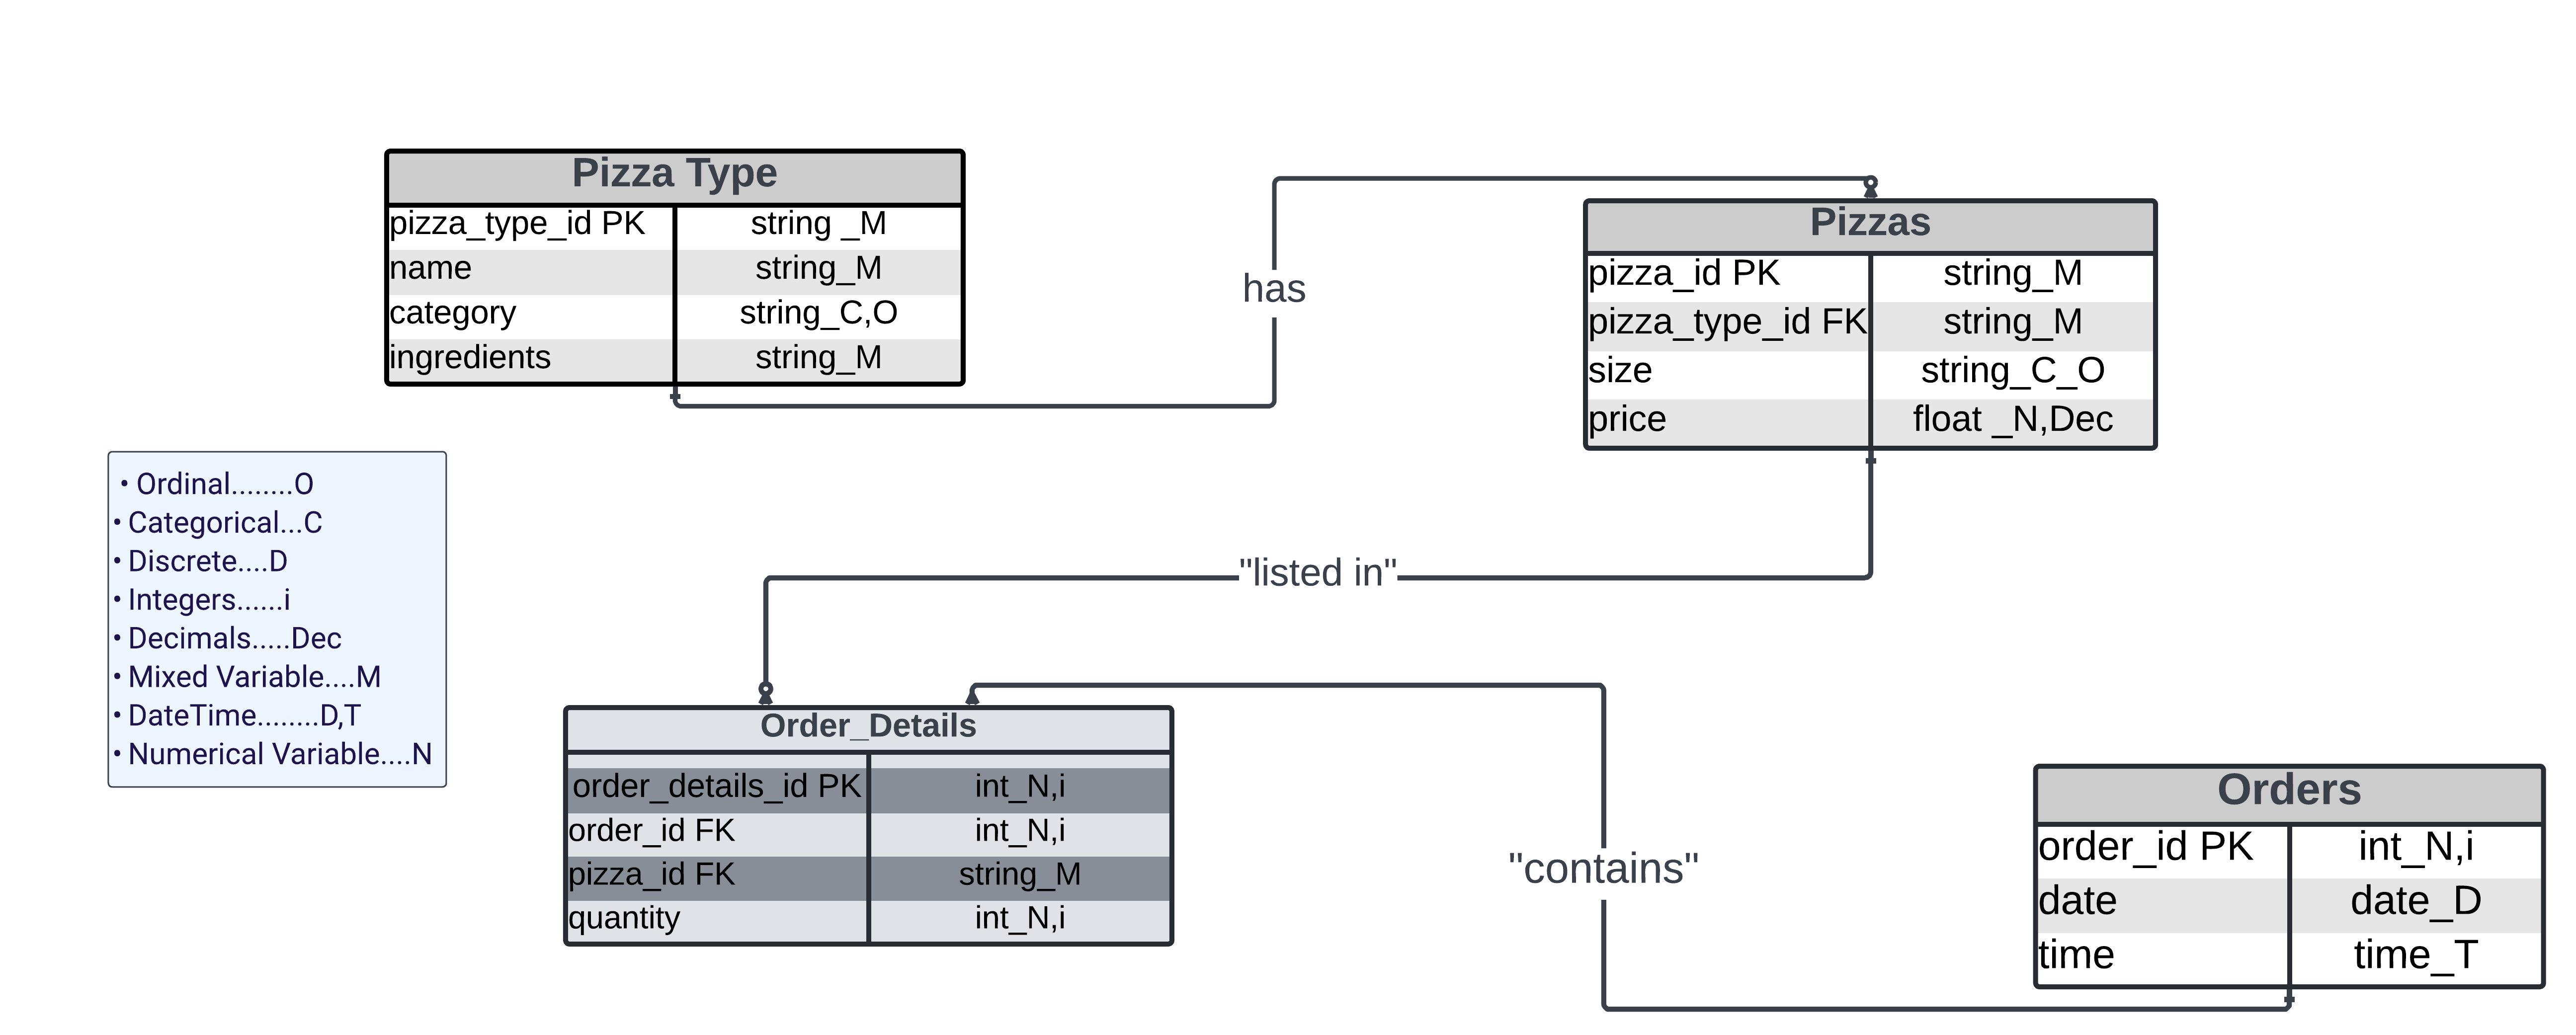 Pizza Type
pizza_type_id PK string _M
name string_M
category string_C,O
ingredients string_M
has
Pizzas
pizza_id PK string_M
pizza_type_id FK string_M
size string_C_O
price float _N,Dec
• Ordinal........O
• Categorical...C
• Discrete....D
• Integers......i
• Decimals.....Dec
• Mixed Variable....M
• DateTime........D,T
• Numerical Variable....N
"listed in"
Order_Details
order_details_id PK int_N,i
order_id FK int_N,i
pizza_id FK string_M
quantity int_N,i
"contains"
Orders
order_id PK int_N,i
date date_D
time time_T